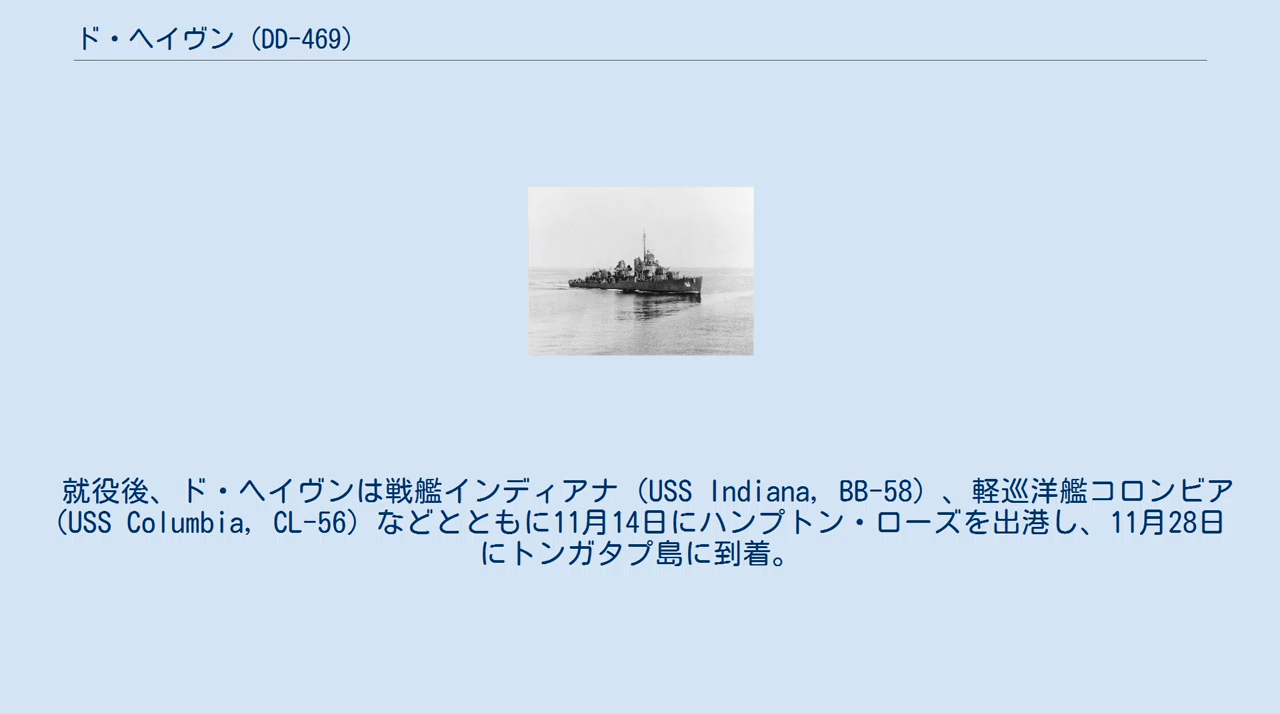 ド・ヘイヴン（DD-469）
就役後、ド・ヘイヴンは戦艦インディアナ（USS Indiana, BB-58）、軽巡洋艦コロンビア
（USS Columbia, CL-56）などとともに11月14日にハンプトン・ローズを出港し、11月28日
にトンガタプ島に到着。